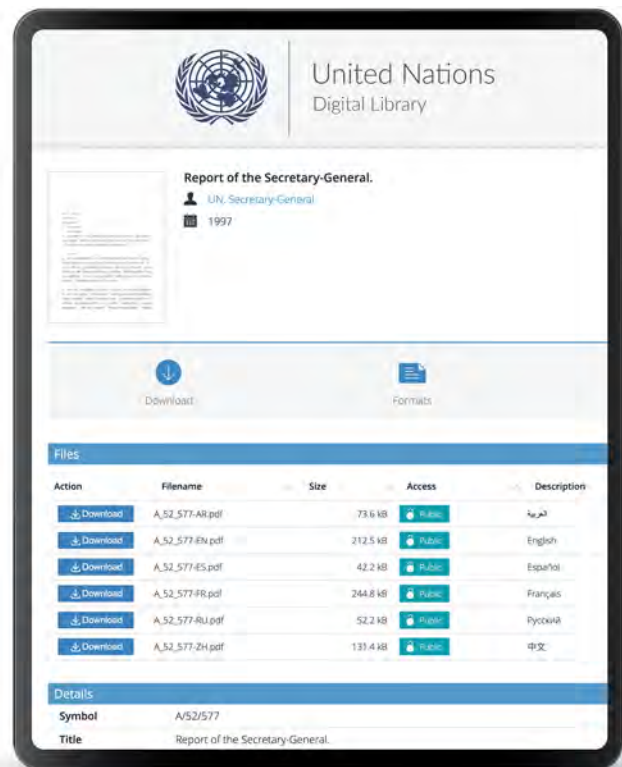 United Nations
Digital Library
Report of the Secretary-General.
UN. Secretary-General
1997
Download
Formats
Files
Action Filename Size Access Description
Download A_52_577-AR.pdf 73.6 kB Public العربية
Download A_52_577-EN.pdf 212.5 kB Public English
Download A_52_577-ES.pdf 42.2 kB Public Español
Download A_52_577-FR.pdf 244.8 kB Public Français
Download A_52_577-RU.pdf 52.2 kB Public Русский
Download A_52_577-ZH.pdf 131.4 kB Public 中文
Details
Symbol A/52/577
Title Report of the Secretary-General.